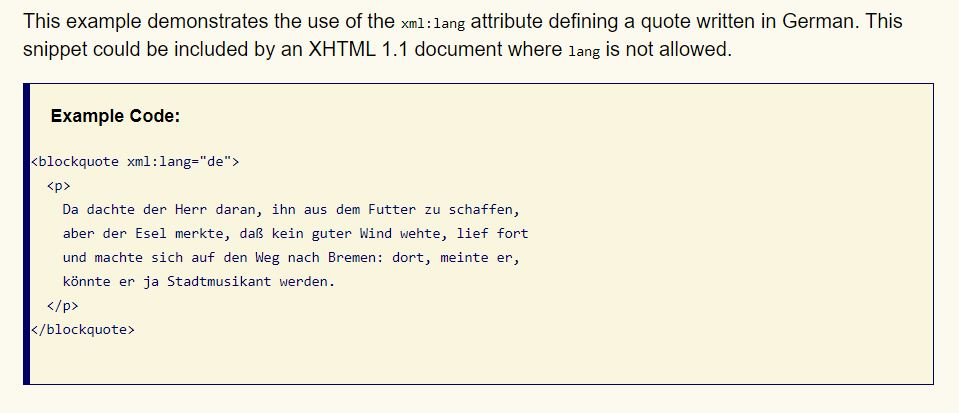 This example demonstrates the use of the xml:lang attribute defining a quote written in German. This
snippet could be included by an XHTML 1.1 document where lang is not allowed.
Example Code:
<blockquote xml:lang="de">
<p>
Da dachte der Herr daran, ihn aus dem Futter zu schaffen,
aber der Esel merkte, daß kein guter Wind wehte, lief fort
und machte sich auf den Weg nach Bremen: dort, meinte er,
könnte er ja Stadtmusikant werden.
</p>
</blockquote>